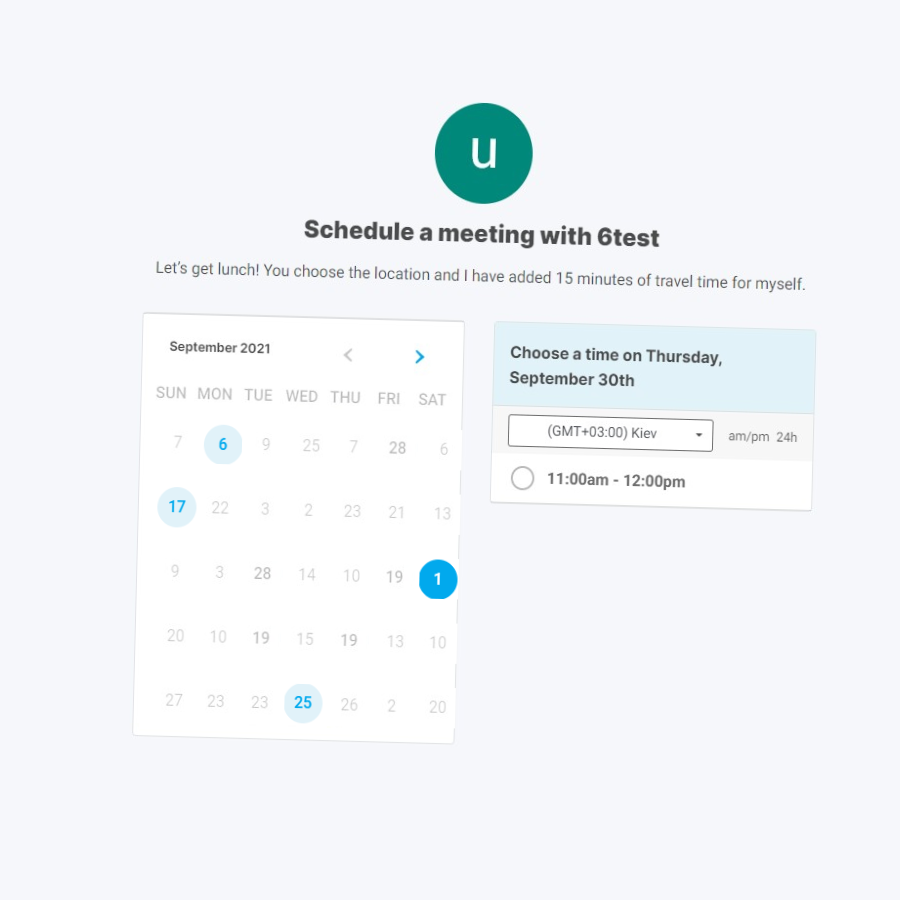 u
Schedule a meeting with 6test
Let's get lunch! You choose the location and I have added 15 minutes of travel time for myself.
September 2021
SUN MON TUE WED THU FRI SAT
7 6 9 25 7 28 6
17 22 3 2 23 21 13
9 3 28 14 10 19 1
20 10 19 15 19 13 10
27 23 23 25 26 2 20
Choose a time on Thursday,
September 30th
(GMT+03:00) Kiev am/pm 24h
11:00am - 12:00pm